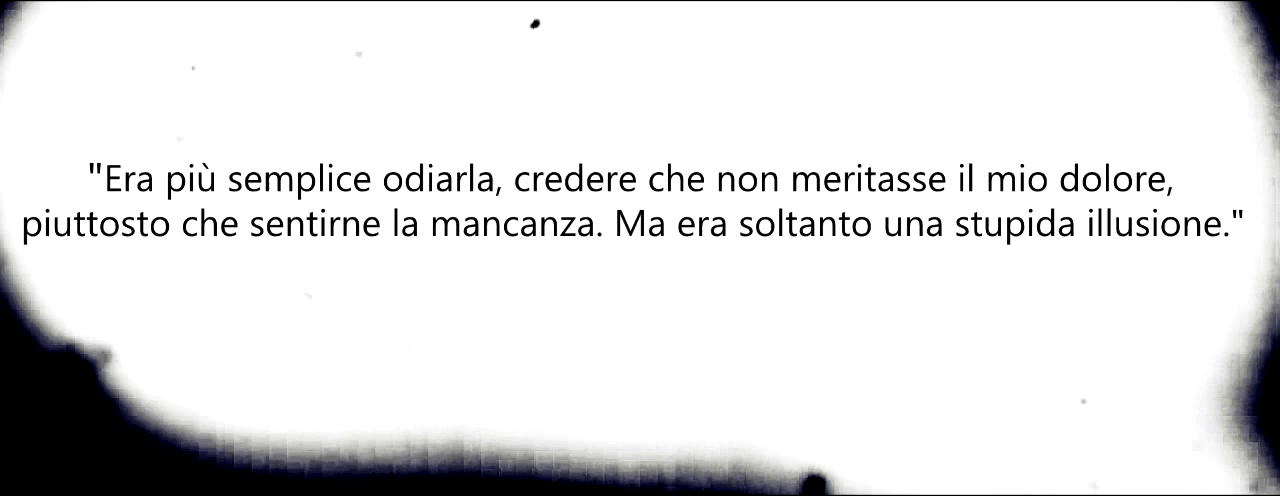 "Era più semplice odiarla, credere che non meritasse il mio dolore,
piuttosto che sentirne la mancanza. Ma era soltanto una stupida illusione."